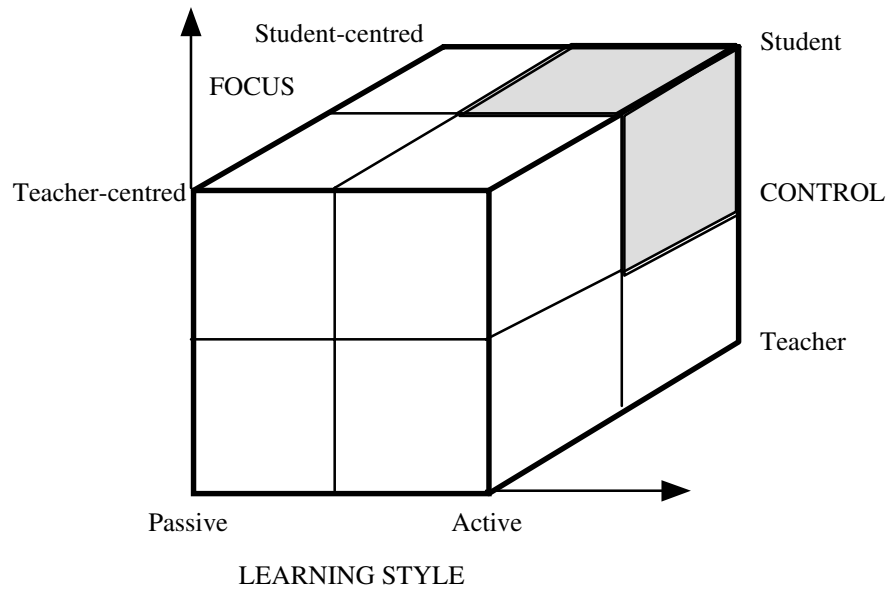 Student-centred
Student
FOCUS
Teacher-centred
CONTROL
Teacher
Passive
Active
LEARNING STYLE